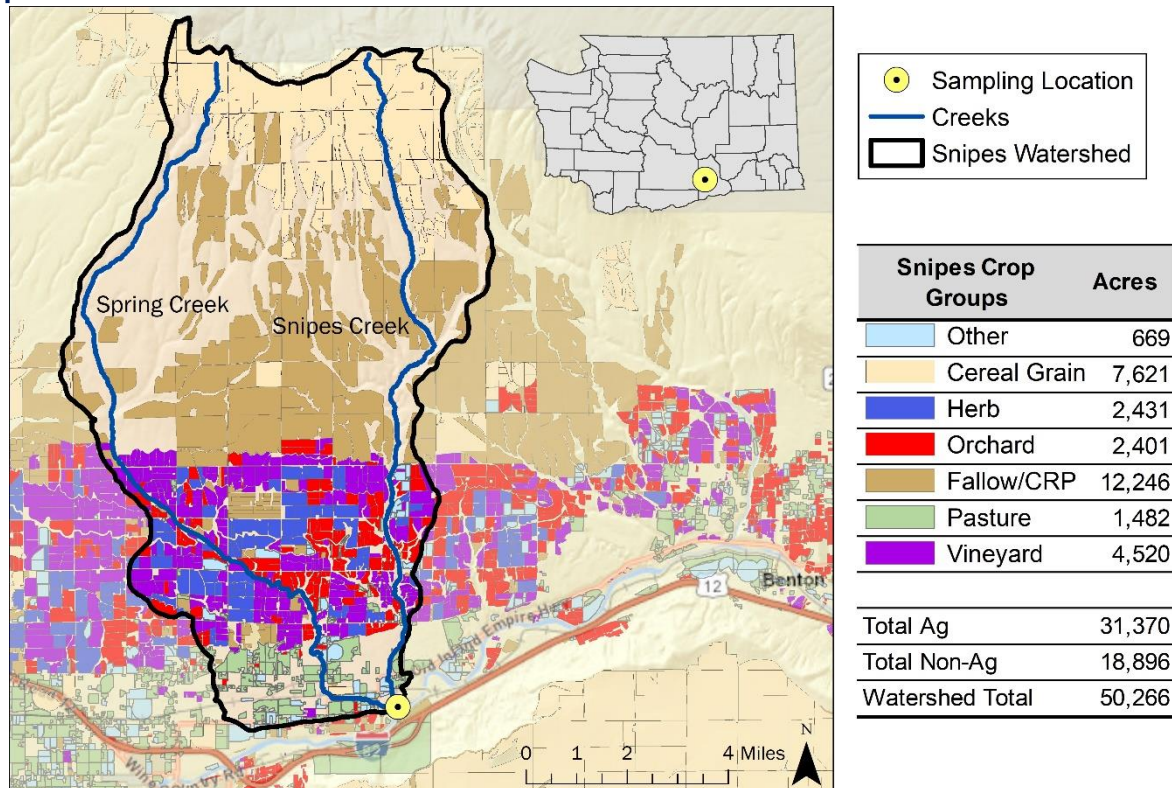 Spring Creek
Snipes Creek
12
Benton
82
0 1 2 4 Miles
N
Sampling Location
Creeks
Snipes Watershed
Snipes Crop Groups Acres
Other 669
Cereal Grain 7,621
Herb 2,431
Orchard 2,401
Fallow/CRP 12,246
Pasture 1,482
Vineyard 4,520
Total Ag 31,370
Total Non-Ag 18,896
Watershed Total 50,266